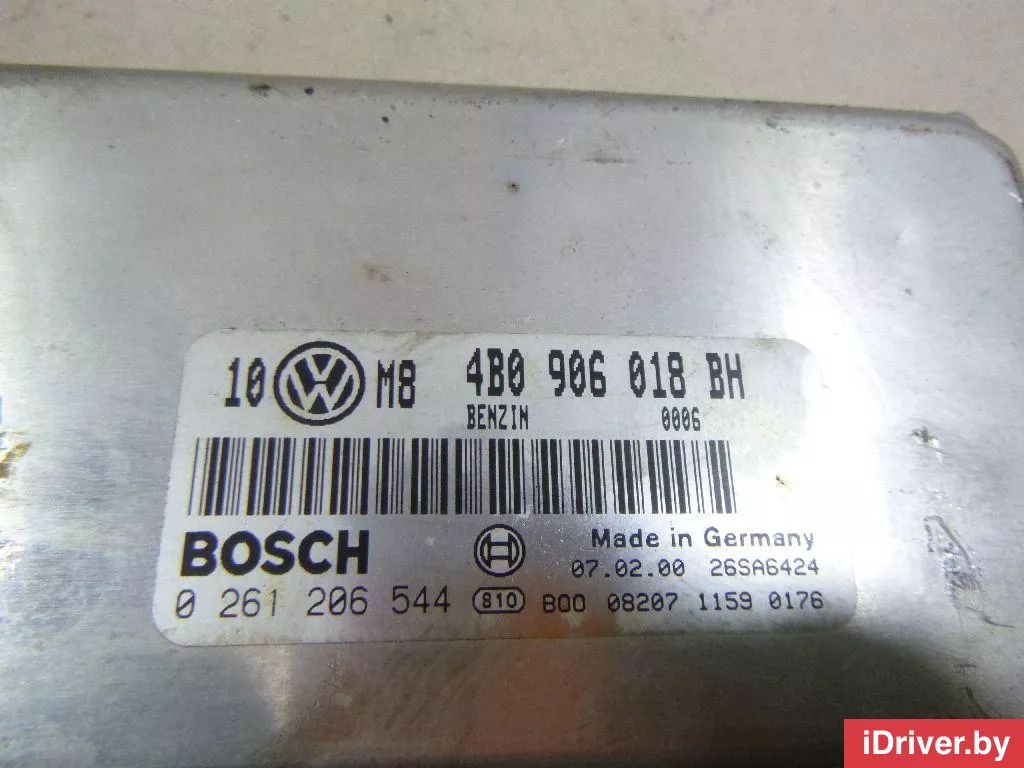 10 VW M8 4B0 906 018 BH
BENZIN 0006
BOSCH
Made in Germany
07.02.00 26SA6424
0 261 206 544 810 B00 08207 1159 0176
iDriver.by